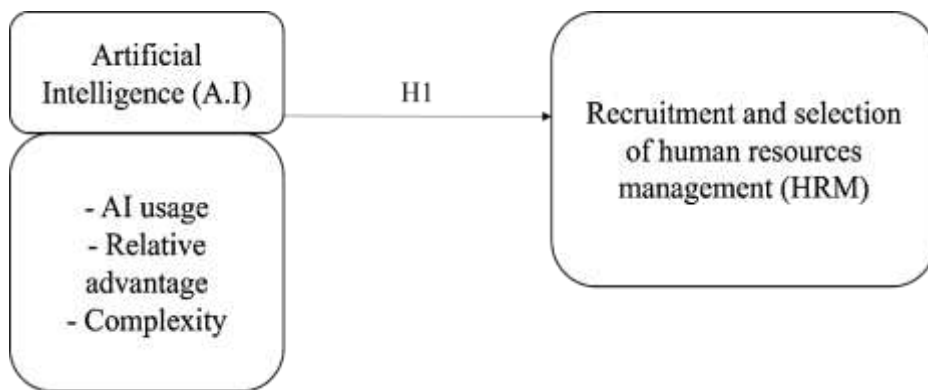 Artificial
Intelligence (A.I)
- AI usage
- Relative
advantage
- Complexity
H1
Recruitment and selection
of human resources
management (HRM)